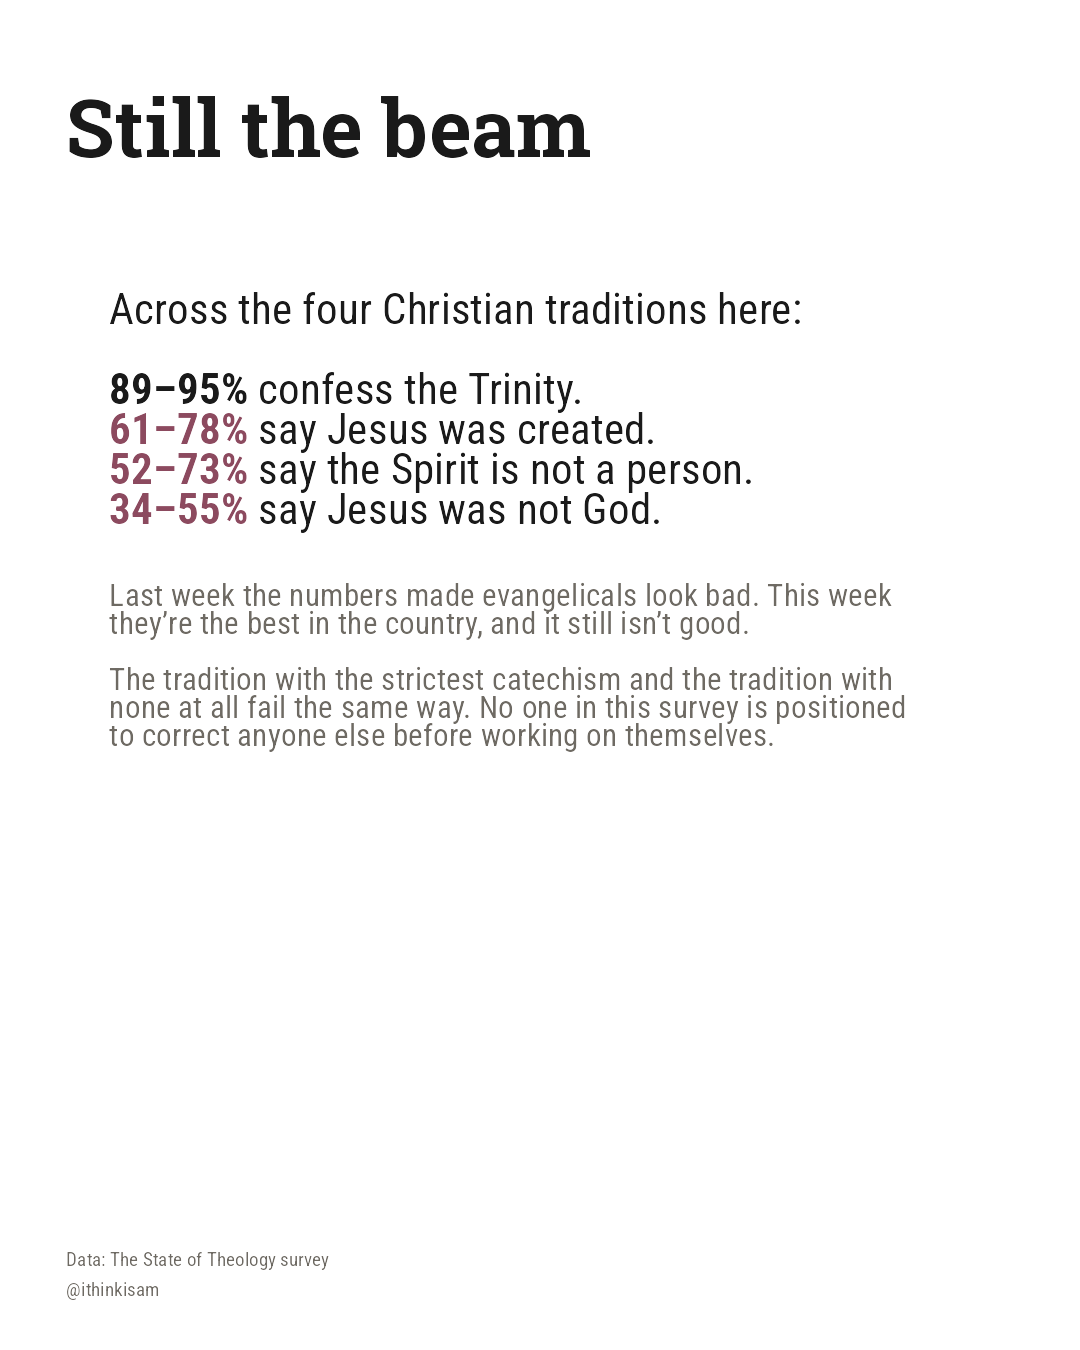 Still the beam
Across the four Christian traditions here:
89–95% confess the Trinity.
61–78% say Jesus was created.
52–73% say the Spirit is not a person.
34–55% say Jesus was not God.
Last week the numbers made evangelicals look bad. This week
they’re the best in the country, and it still isn’t good.
The tradition with the strictest catechism and the tradition with
none at all fail the same way. No one in this survey is positioned
to correct anyone else before working on themselves.
Data: The State of Theology survey
@ithinkisam